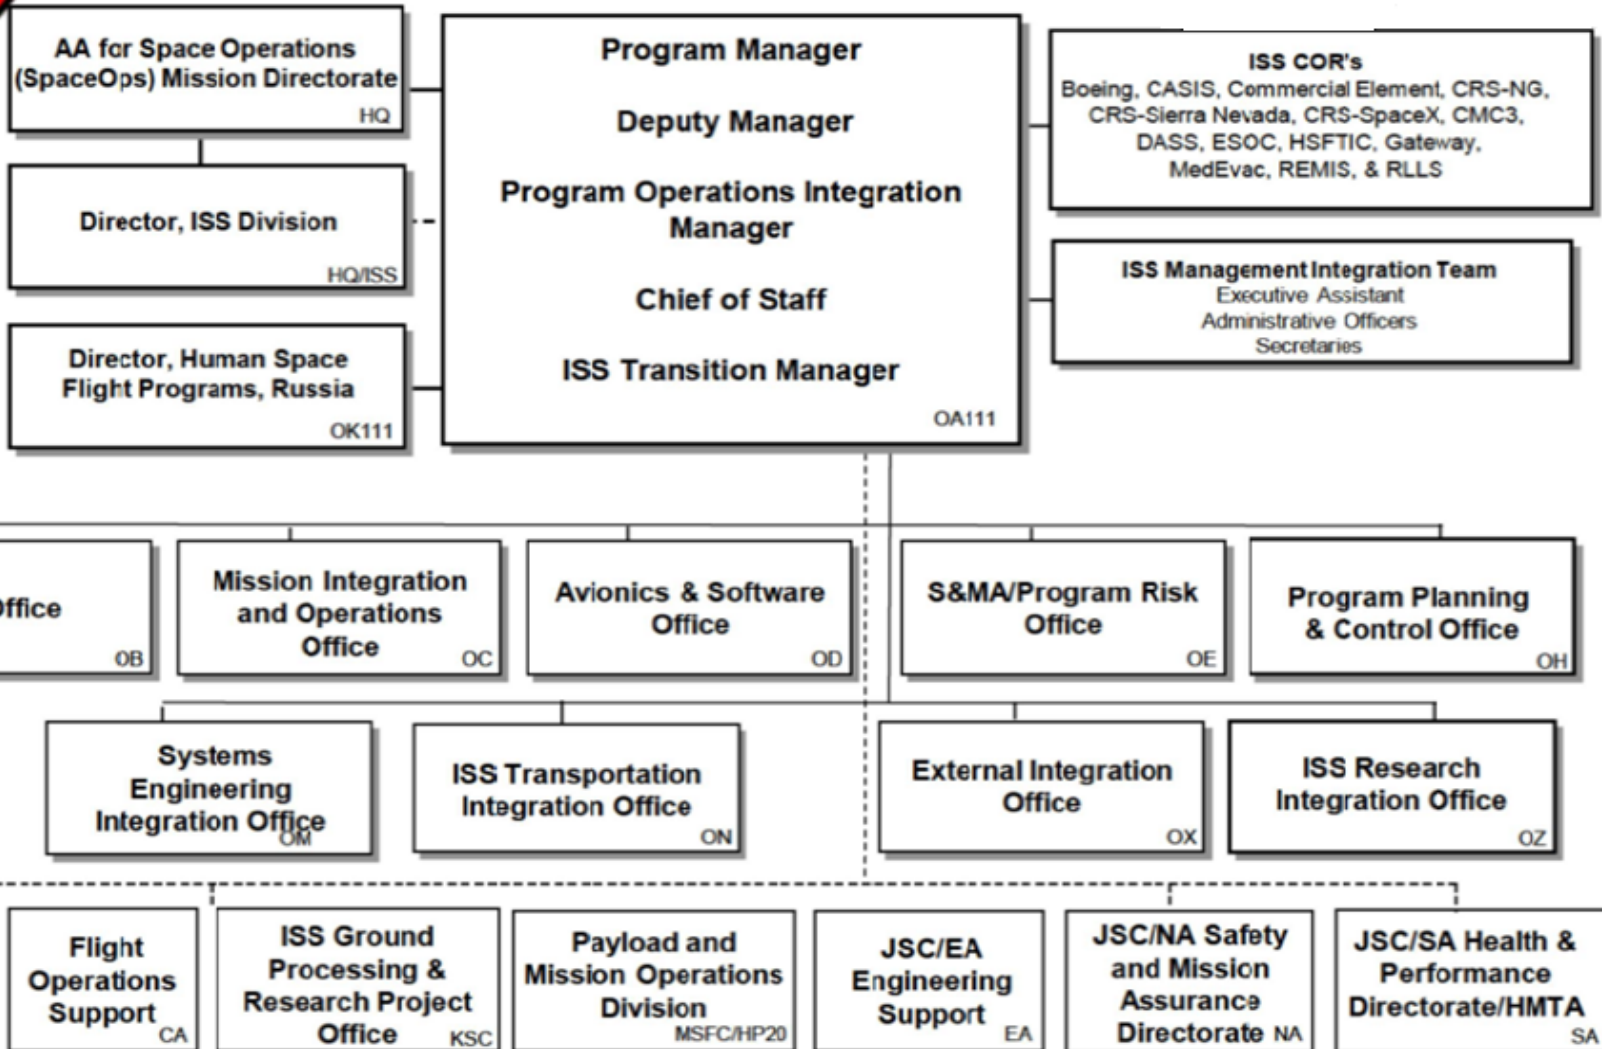 AA for Space Operations
(SpaceOps) Mission Directorate
HQ
Director, ISS Division
HQ/ISS
Director, Human Space
Flight Programs, Russia
OK111
Program Manager
Deputy Manager
Program Operations Integration
Manager
Chief of Staff
ISS Transition Manager
OA111
ISS COR's
Boeing, CASIS, Commercial Element, CRS-NG,
CRS-Sierra Nevada, CRS-SpaceX, CMC3,
DASS, ESOC, HSFTIC, Gateway,
MedEvac, REMIS, & RLLS
ISS Management Integration Team
Executive Assistant
Administrative Officers
Secretaries
ffice
OB
Mission Integration
and Operations
Office
OC
Avionics & Software
Office
OD
S&MA/Program Risk
Office
OE
Program Planning
& Control Office
OH
Systems
Engineering
Integration Office
OM
ISS Transportation
Integration Office
ON
External Integration
Office
OX
ISS Research
Integration Office
OZ
Flight
Operations
Support
CA
ISS Ground
Processing &
Research Project
Office
KSC
Payload and
Mission Operations
Division
MSFC/HP20
JSC/EA
Engineering
Support
EA
JSC/NA Safety
and Mission
Assurance
Directorate NA
JSC/SA Health &
Performance
Directorate/HMTA
SA